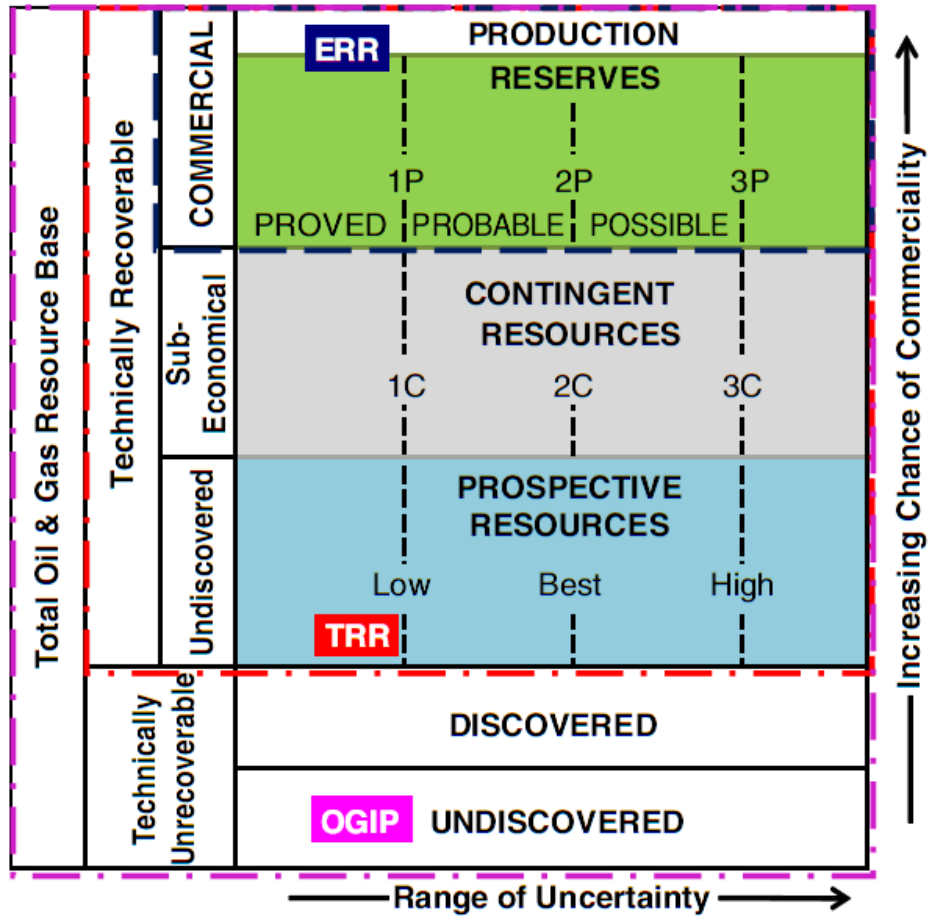 Total Oil & Gas Resource Base
Technically Recoverable
COMMERCIAL
ERR
PRODUCTION
RESERVES
1P 2P 3P
PROVED PROBABLE POSSIBLE
Sub-
Economical
CONTINGENT
RESOURCES
1C 2C 3C
Undiscovered
PROSPECTIVE
RESOURCES
Low Best High
TRR
Technically
Unrecoverable
DISCOVERED
OGIP UNDISCOVERED
Range of Uncertainty
Increasing Chance of Commerciality